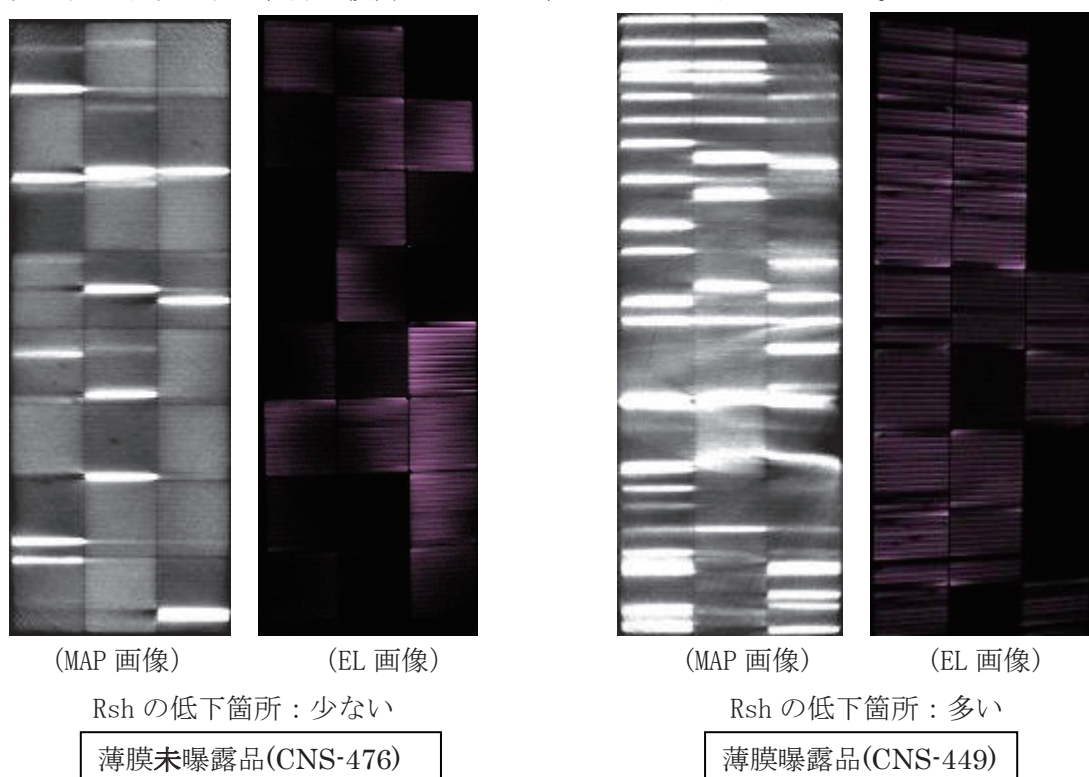 (MAP 画像) (EL 画像) (MAP 画像) (EL 画像)
Rsh の低下箇所：少ない Rsh の低下箇所：多い
薄膜未曝露品(CNS-476) 薄膜曝露品(CNS-449)